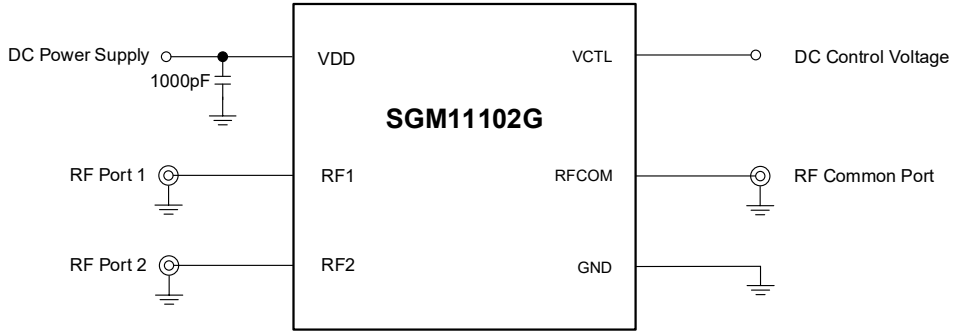 DC Power Supply
VDD
VCTL
DC Control Voltage
1000pF
SGM11102G
RF Port 1
RF1
RFCOM
RF Common Port
RF Port 2
RF2
GND